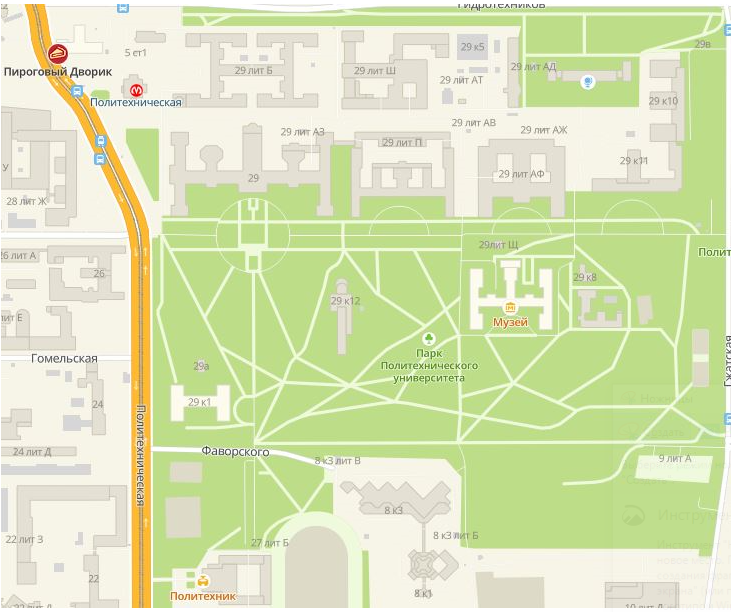 Гидротехников
29в
5 ет1
29 к5
Пироговый Дворик
29 лит Б
29 лит Ш
29 лит АД
29 лит АТ
Политехническая
29 к10
29 лит АЗ
29 лит АВ
29 лит АЖ
29 лит П
У
29 к11
29
29 лит АФ
28 лит Ж
29лит Щ
26 лит А
Полит
26
29 к8
29 к12
лит Е
Музей
Парк
Политехнического
университета
Гомельская
Гжатская
29а
24
29 к1
Политехническая
24 лит Д
Фаворского
8 к3 лит В
9 лит А
8 к3
22 лит З
27 лит Б
8 к3 лит Б
22
Политехник
8 к1
22 лит Д
10 лит Д